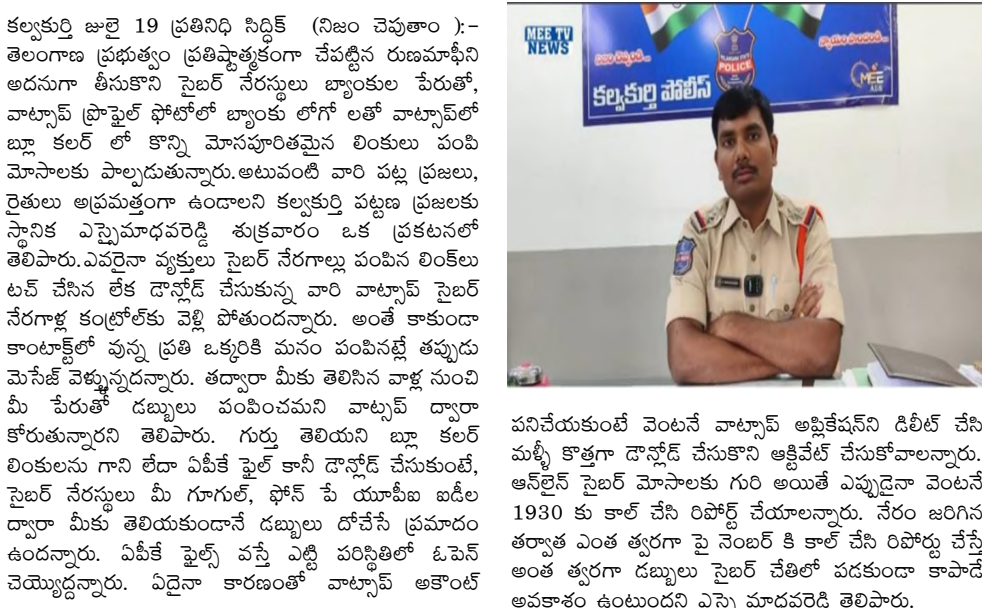 కల్వకుర్తి జులై 19 ప్రతినిధి సిద్ధిక్ (నిజం చెపుతాం ):-
తెలంగాణ ప్రభుత్వం ప్రతిష్టాత్మకంగా చేపట్టిన రుణమాఫీని
అదనుగా తీసుకొని సైబర్ నేరస్థులు బ్యాంకుల పేరుతో,
వాట్సాప్ ప్రొఫైల్ ఫోటోలో బ్యాంకు లోగో లతో వాట్సాప్‌లో
బ్లూ కలర్ లో కొన్ని మోసపూరితమైన లింకులు పంపి
మోసాలకు పాల్పడుతున్నారు.అటువంటి వారి పట్ల ప్రజలు,
రైతులు అప్రమత్తంగా ఉండాలని కల్వకుర్తి పట్టణ ప్రజలకు
స్థానిక ఎస్సైమాధవరెడ్డి శుక్రవారం ఒక ప్రకటనలో
తెలిపారు.ఎవరైనా వ్యక్తులు సైబర్ నేరగాల్లు పంపిన లింక్‌లు
టచ్ చేసిన లేక డౌన్లోడ్ చేసుకున్న వారి వాట్సాప్ సైబర్
నేరగాళ్ల కంట్రోల్‌కు వెళ్లి పోతుందన్నారు. అంతే కాకుండా
కాంటాక్ట్‌లో వున్న ప్రతి ఒక్కరికి మనం పంపినట్లే తప్పుడు
మెసేజ్ వెళ్ళున్నదన్నారు. తద్వారా మీకు తెలిసిన వాళ్ల నుంచి
మీ పేరుతో డబ్బులు పంపించమని వాట్సప్ ద్వారా
కోరుతున్నారని తెలిపారు. గుర్తు తెలియని బ్లూ కలర్
లింకులను గాని లేదా ఏపీకే ఫైల్ కానీ డౌన్లోడ్ చేసుకుంటే,
సైబర్ నేరస్థులు మీ గూగుల్, ఫోన్ పే యూపీఐ ఐడీల
ద్వారా మీకు తెలియకుండానే డబ్బులు దోచేసే ప్రమాదం
ఉందన్నారు. ఏపీకే ఫైల్స్ వస్తే ఎట్టి పరిస్థితిలో ఓపెన్
చెయ్యొద్దన్నారు. ఏదైనా కారణంతో వాట్సాప్ అకౌంట్
MEE TV
NEWS
POLICE
కల్వకుర్తి పోలీస్
MEE
పనిచేయకుంటే వెంటనే వాట్సాప్ అప్లికేషన్‌ని డిలీట్ చేసి
మళ్ళీ కొత్తగా డౌన్లోడ్ చేసుకొని ఆక్టివేట్ చేసుకోవాలన్నారు.
ఆన్‌లైన్ సైబర్ మోసాలకు గురి అయితే ఎప్పుడైనా వెంటనే
1930 కు కాల్ చేసి రిపోర్ట్ చేయాలన్నారు. నేరం జరిగిన
తర్వాత ఎంత త్వరగా పై నెంబర్ కి కాల్ చేసి రిపోర్టు చేస్తే
అంత త్వరగా డబ్బులు సైబర్ చేతిలో పడకుండా కాపాడే
అవకాశం ఉంటుందని ఎస్సై మాధవరెడ్డి తెలిపారు.